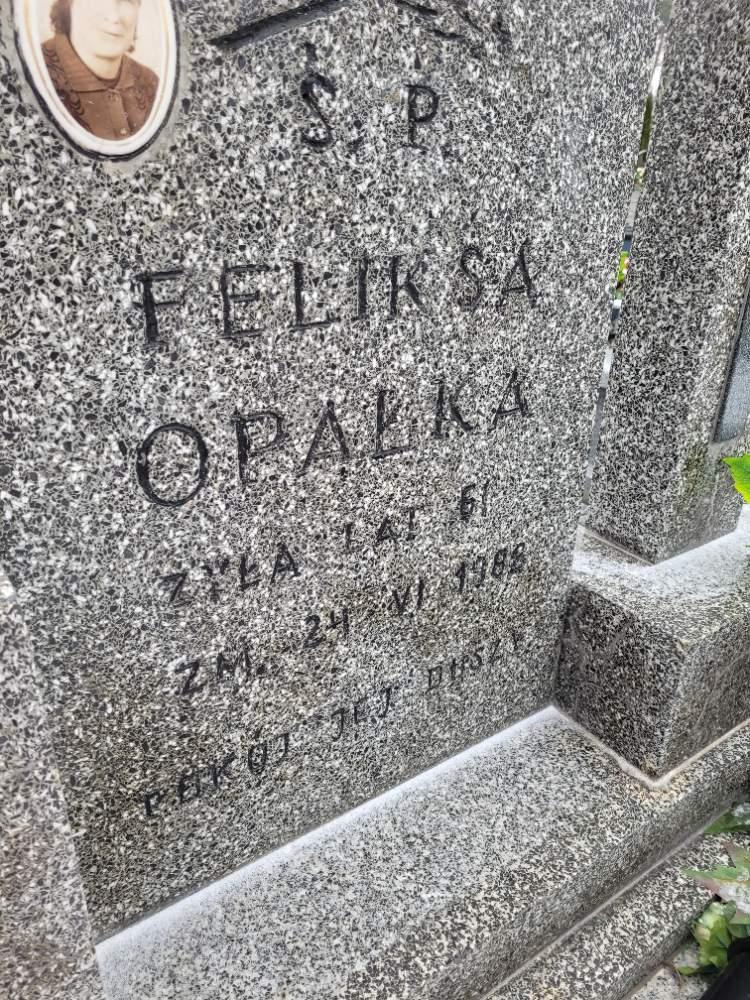 Ś. P.
FELIKSA
OPAŁKA
ŻYŁA LAT 61
ZM. 24 VI 1988
POKÓJ JEJ DUSZY